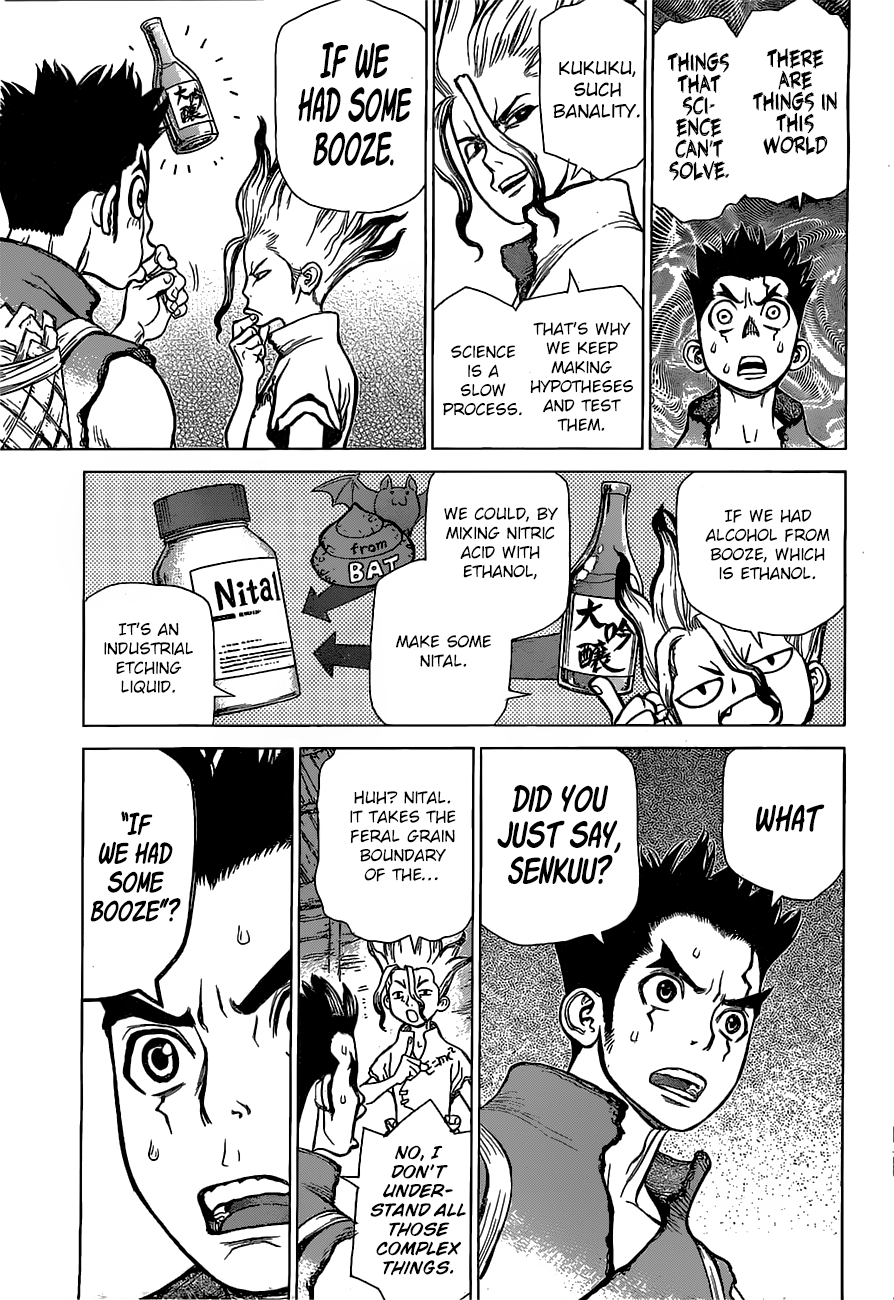 THERE
ARE
THINGS IN
THIS
WORLD
THINGS
THAT
SCI-
ENCE
CAN'T
SOLVE.
KUKUKU,
SUCH
BANALITY.
THAT'S WHY
WE KEEP
MAKING
HYPOTHESES
AND TEST
THEM.
SCIENCE
IS A
SLOW
PROCESS.
IF WE
HAD SOME
BOOZE.
大吟醸
IF WE HAD
ALCOHOL FROM
BOOZE, WHICH
IS ETHANOL.
大吟醸
WE COULD, BY
MIXING NITRIC
ACID WITH
ETHANOL,
MAKE SOME
NITAL.
from
BAT
Nital
IT'S AN
INDUSTRIAL
ETCHING
LIQUID.
WHAT
DID YOU
JUST SAY,
SENKUU?
HUH? NITAL.
IT TAKES THE
FERAL GRAIN
BOUNDARY
OF THE...
E=mc²
NO, I
DON'T
UNDER-
STAND ALL
THOSE
COMPLEX
THINGS.
"IF
WE HAD
SOME
BOOZE"?